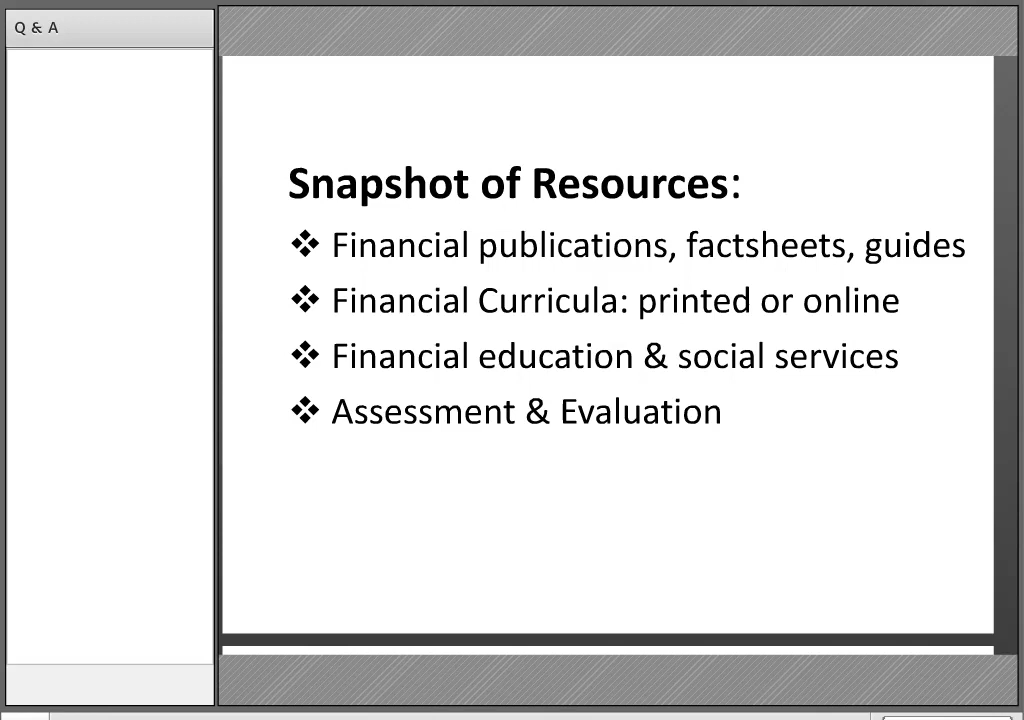 Q & A
Snapshot of Resources:
❖ Financial publications, factsheets, guides
❖ Financial Curricula: printed or online
❖ Financial education & social services
❖ Assessment & Evaluation